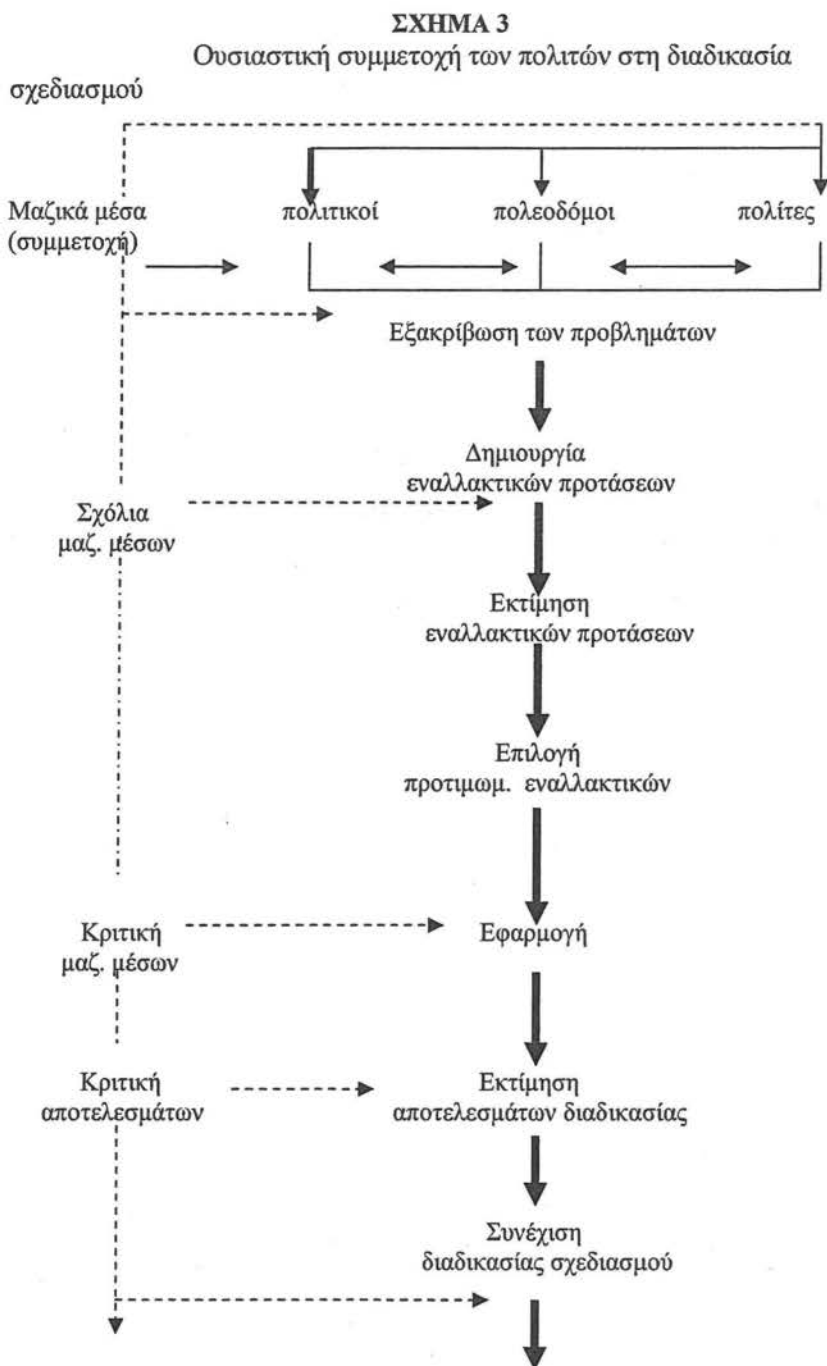 ΣΧΗΜΑ 3
Ουσιαστική συμμετοχή των πολιτών στη διαδικασία
σχεδιασμού
Μαζικά μέσα
(συμμετοχή)
πολιτικοί
πολεοδόμοι
πολίτες
Εξακρίβωση των προβλημάτων
Δημιουργία
εναλλακτικών προτάσεων
Σχόλια
μαζ. μέσων
Εκτίμηση
εναλλακτικών προτάσεων
Επιλογή
προτιμωμ. εναλλακτικών
Κριτική
μαζ. μέσων
Εφαρμογή
Κριτική
αποτελεσμάτων
Εκτίμηση
αποτελεσμάτων διαδικασίας
Συνέχιση
διαδικασίας σχεδιασμού